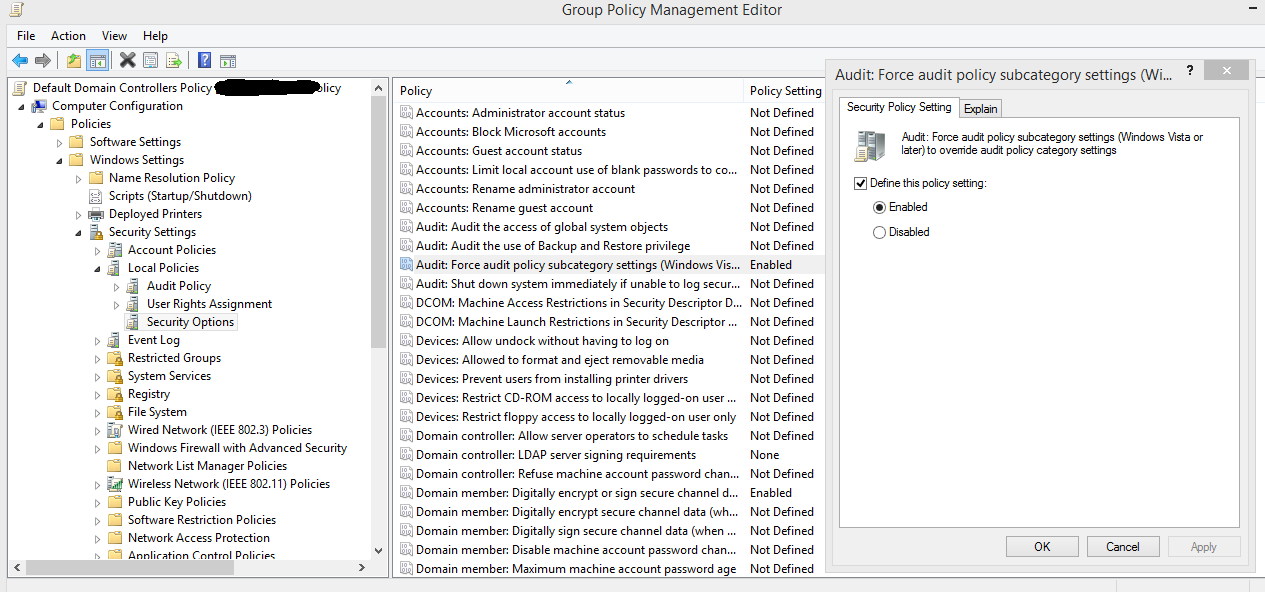 Group Policy Management Editor
File Action View Help
Default Domain Controllers Policy olicy
Computer Configuration
Policies
Software Settings
Windows Settings
Name Resolution Policy
Scripts (Startup/Shutdown)
Deployed Printers
Security Settings
Account Policies
Local Policies
Audit Policy
User Rights Assignment
Security Options
Event Log
Restricted Groups
System Services
Registry
File System
Wired Network (IEEE 802.3) Policies
Windows Firewall with Advanced Security
Network List Manager Policies
Wireless Network (IEEE 802.11) Policies
Public Key Policies
Software Restriction Policies
Network Access Protection
Application Control Policies
Policy Policy Setting
Accounts: Administrator account status Not Defined
Accounts: Block Microsoft accounts Not Defined
Accounts: Guest account status Not Defined
Accounts: Limit local account use of blank passwords to co... Not Defined
Accounts: Rename administrator account Not Defined
Accounts: Rename guest account Not Defined
Audit: Audit the access of global system objects Not Defined
Audit: Audit the use of Backup and Restore privilege Not Defined
Audit: Force audit policy subcategory settings (Windows Vis... Enabled
Audit: Shut down system immediately if unable to log secur... Not Defined
DCOM: Machine Access Restrictions in Security Descriptor D... Not Defined
DCOM: Machine Launch Restrictions in Security Descriptor ... Not Defined
Devices: Allow undock without having to log on Not Defined
Devices: Allowed to format and eject removable media Not Defined
Devices: Prevent users from installing printer drivers Not Defined
Devices: Restrict CD-ROM access to locally logged-on user ... Not Defined
Devices: Restrict floppy access to locally logged-on user only Not Defined
Domain controller: Allow server operators to schedule tasks Not Defined
Domain controller: LDAP server signing requirements None
Domain controller: Refuse machine account password chan... Not Defined
Domain member: Digitally encrypt or sign secure channel d... Enabled
Domain member: Digitally encrypt secure channel data (wh... Not Defined
Domain member: Digitally sign secure channel data (when ... Not Defined
Domain member: Disable machine account password chan... Not Defined
Domain member: Maximum machine account password age Not Defined
Audit: Force audit policy subcategory settings (Wi... ?
Security Policy Setting Explain
Audit: Force audit policy subcategory settings (Windows Vista or
later) to override audit policy category settings
Define this policy setting:
Enabled
Disabled
OK Cancel Apply